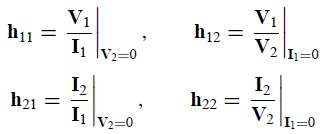 h₁₁ = V₁/I₁ |V₂=0 , h₁₂ = V₁/V₂ |I₁=0
h₂₁ = I₂/I₁ |V₂=0 , h₂₂ = I₂/V₂ |I₁=0